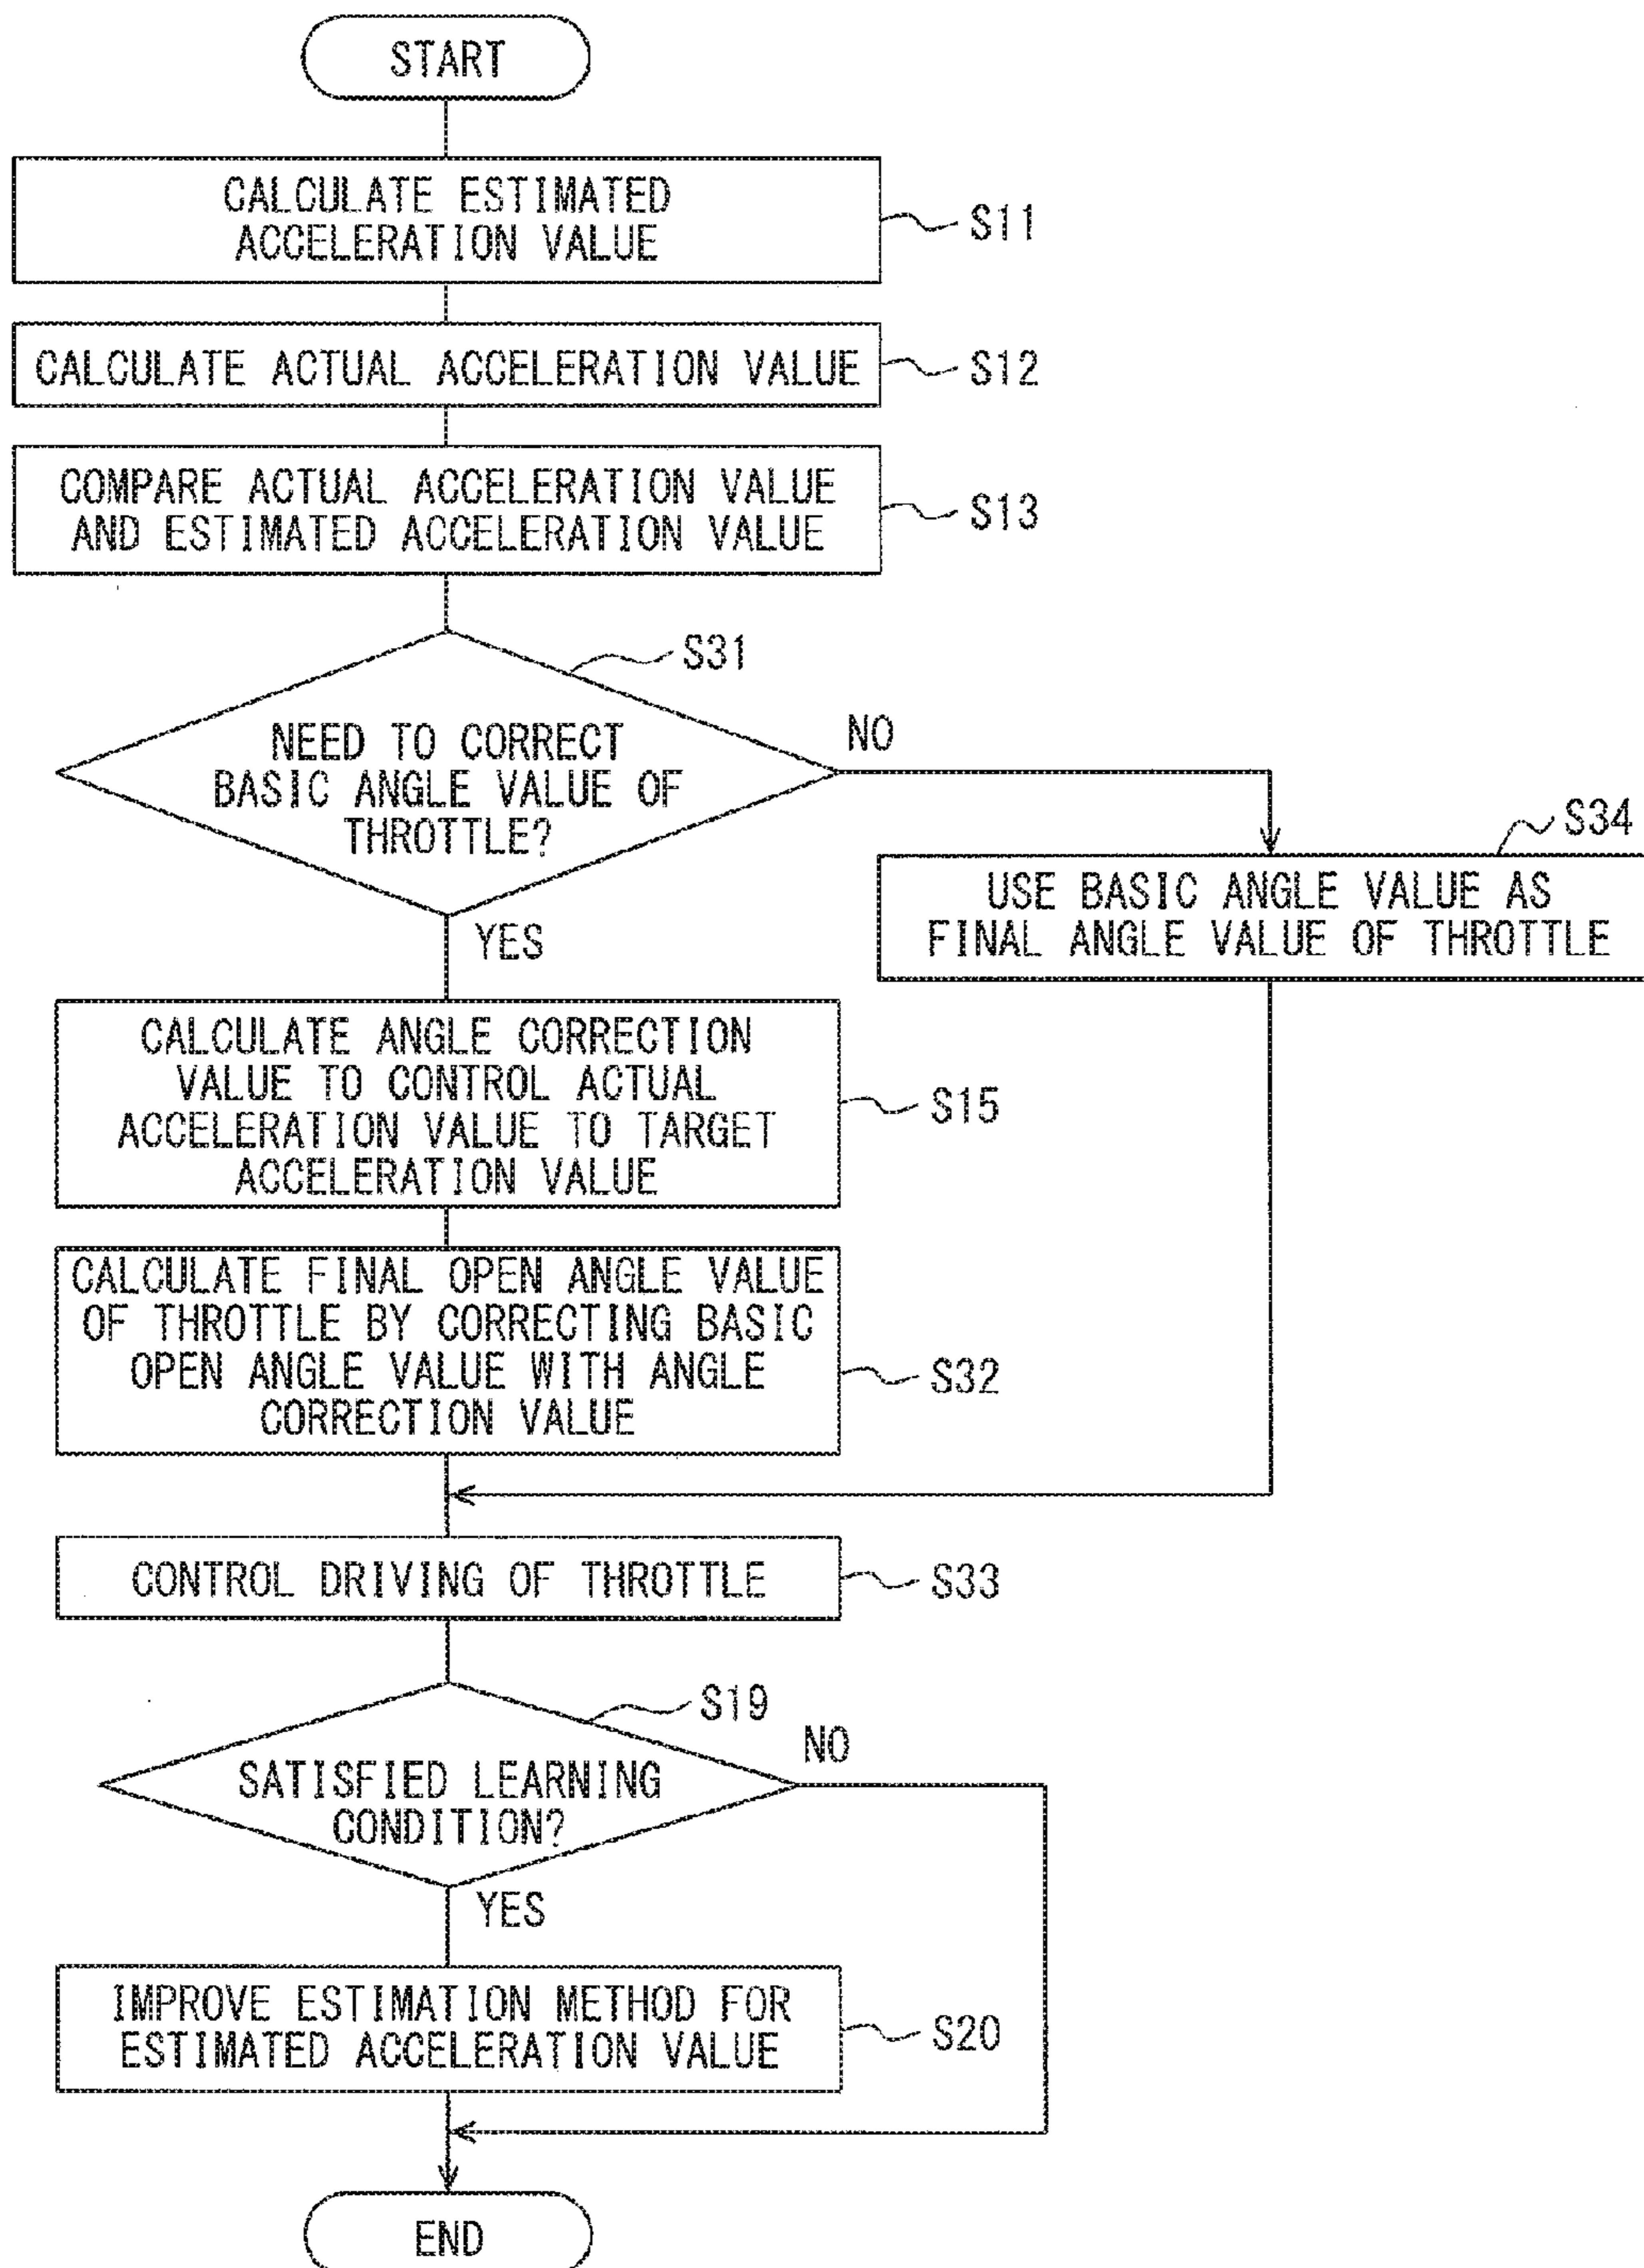 START
CALCULATE ESTIMATED
ACCELERATION VALUE
S11
CALCULATE ACTUAL ACCELERATION VALUE
S12
COMPARE ACTUAL ACCELERATION VALUE
AND ESTIMATED ACCELERATION VALUE
S13
S31
NEED TO CORRECT
BASIC ANGLE VALUE OF
THROTTLE?
NO
YES
S34
USE BASIC ANGLE VALUE AS
FINAL ANGLE VALUE OF THROTTLE
CALCULATE ANGLE CORRECTION
VALUE TO CONTROL ACTUAL
ACCELERATION VALUE TO TARGET
ACCELERATION VALUE
S15
CALCULATE FINAL OPEN ANGLE VALUE
OF THROTTLE BY CORRECTING BASIC
OPEN ANGLE VALUE WITH ANGLE
CORRECTION VALUE
S32
CONTROL DRIVING OF THROTTLE
S33
S19
SATISFIED LEARNING
CONDITION?
NO
YES
IMPROVE ESTIMATION METHOD FOR
ESTIMATED ACCELERATION VALUE
S20
END